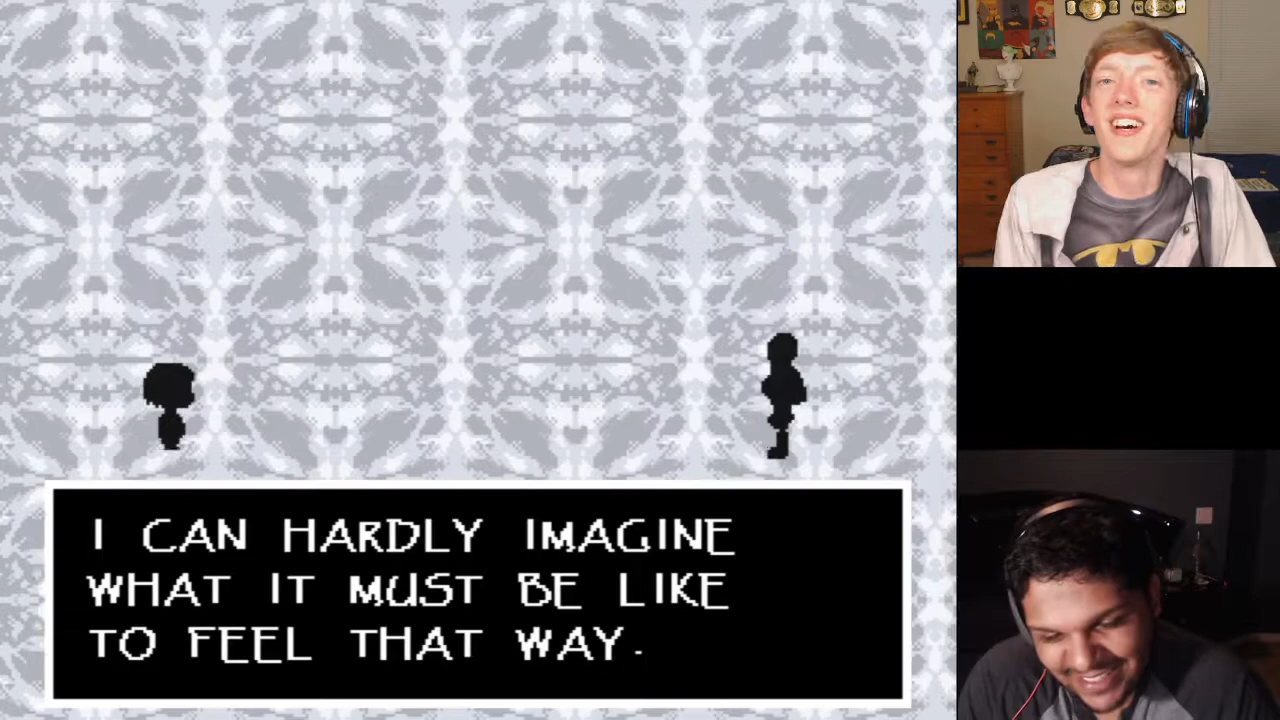 I CAN HARDLY IMAGINE
WHAT IT MUST BE LIKE
TO FEEL THAT WAY.